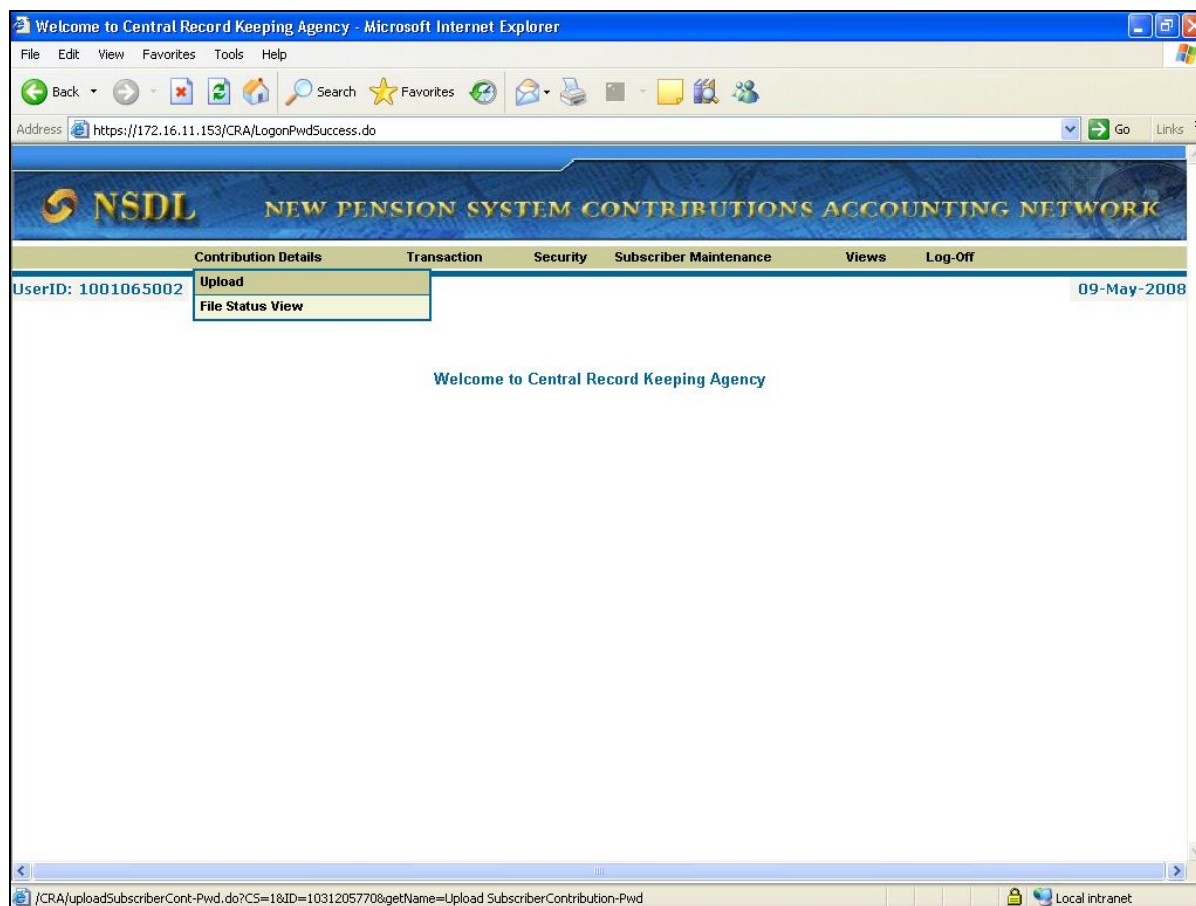 Welcome to Central Record Keeping Agency - Microsoft Internet Explorer
File Edit View Favorites Tools Help
Back Search Favorites
Address https://172.16.11.153/CRA/LogonPwdSuccess.do Go Links
NSDL NEW PENSION SYSTEM CONTRIBUTIONS ACCOUNTING NETWORK
Contribution Details Transaction Security Subscriber Maintenance Views Log-Off
UserID: 1001065002 Upload 09-May-2008
File Status View
Welcome to Central Record Keeping Agency
/CRA/uploadSubscriberCont-Pwd.do?CS=1&ID=1031205770&getName=Upload SubscriberContribution-Pwd Local intranet